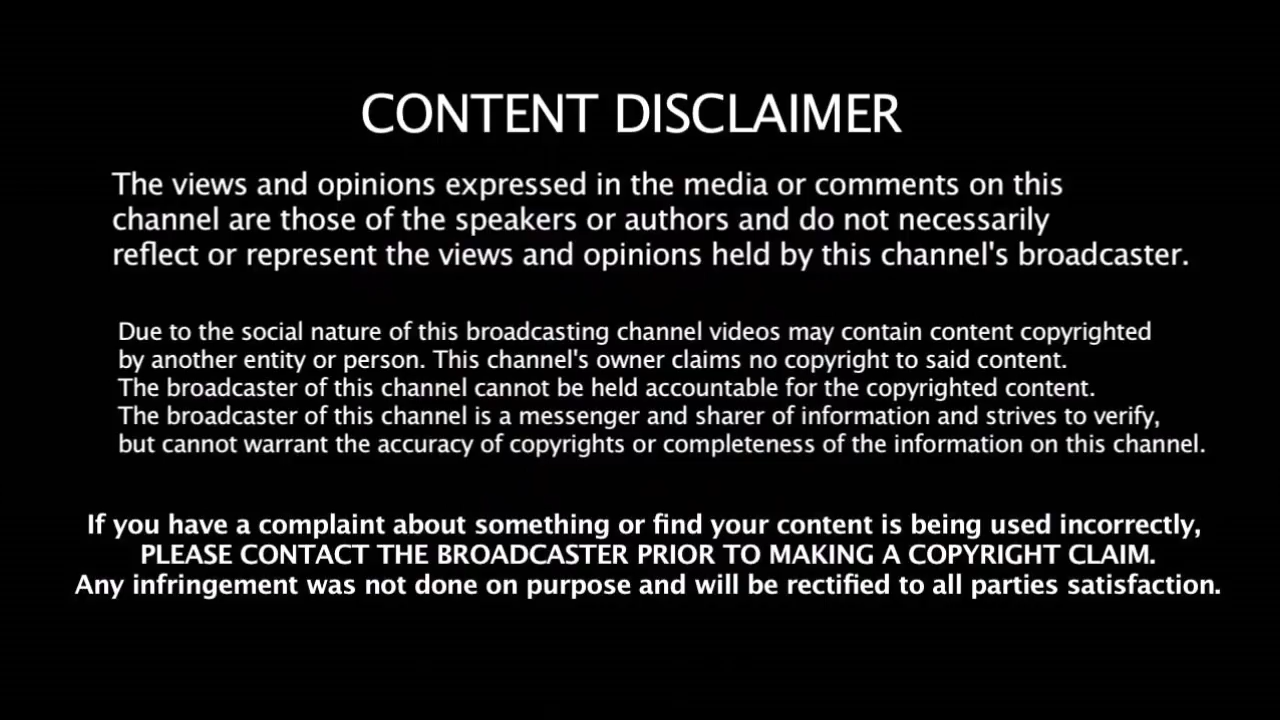 CONTENT DISCLAIMER
The views and opinions expressed in the media or comments on this
channel are those of the speakers or authors and do not necessarily
reflect or represent the views and opinions held by this channel's broadcaster.
Due to the social nature of this broadcasting channel videos may contain content copyrighted
by another entity or person. This channel's owner claims no copyright to said content.
The broadcaster of this channel cannot be held accountable for the copyrighted content.
The broadcaster of this channel is a messenger and sharer of information and strives to verify,
but cannot warrant the accuracy of copyrights or completeness of the information on this channel.
If you have a complaint about something or find your content is being used incorrectly,
PLEASE CONTACT THE BROADCASTER PRIOR TO MAKING A COPYRIGHT CLAIM.
Any infringement was not done on purpose and will be rectified to all parties satisfaction.